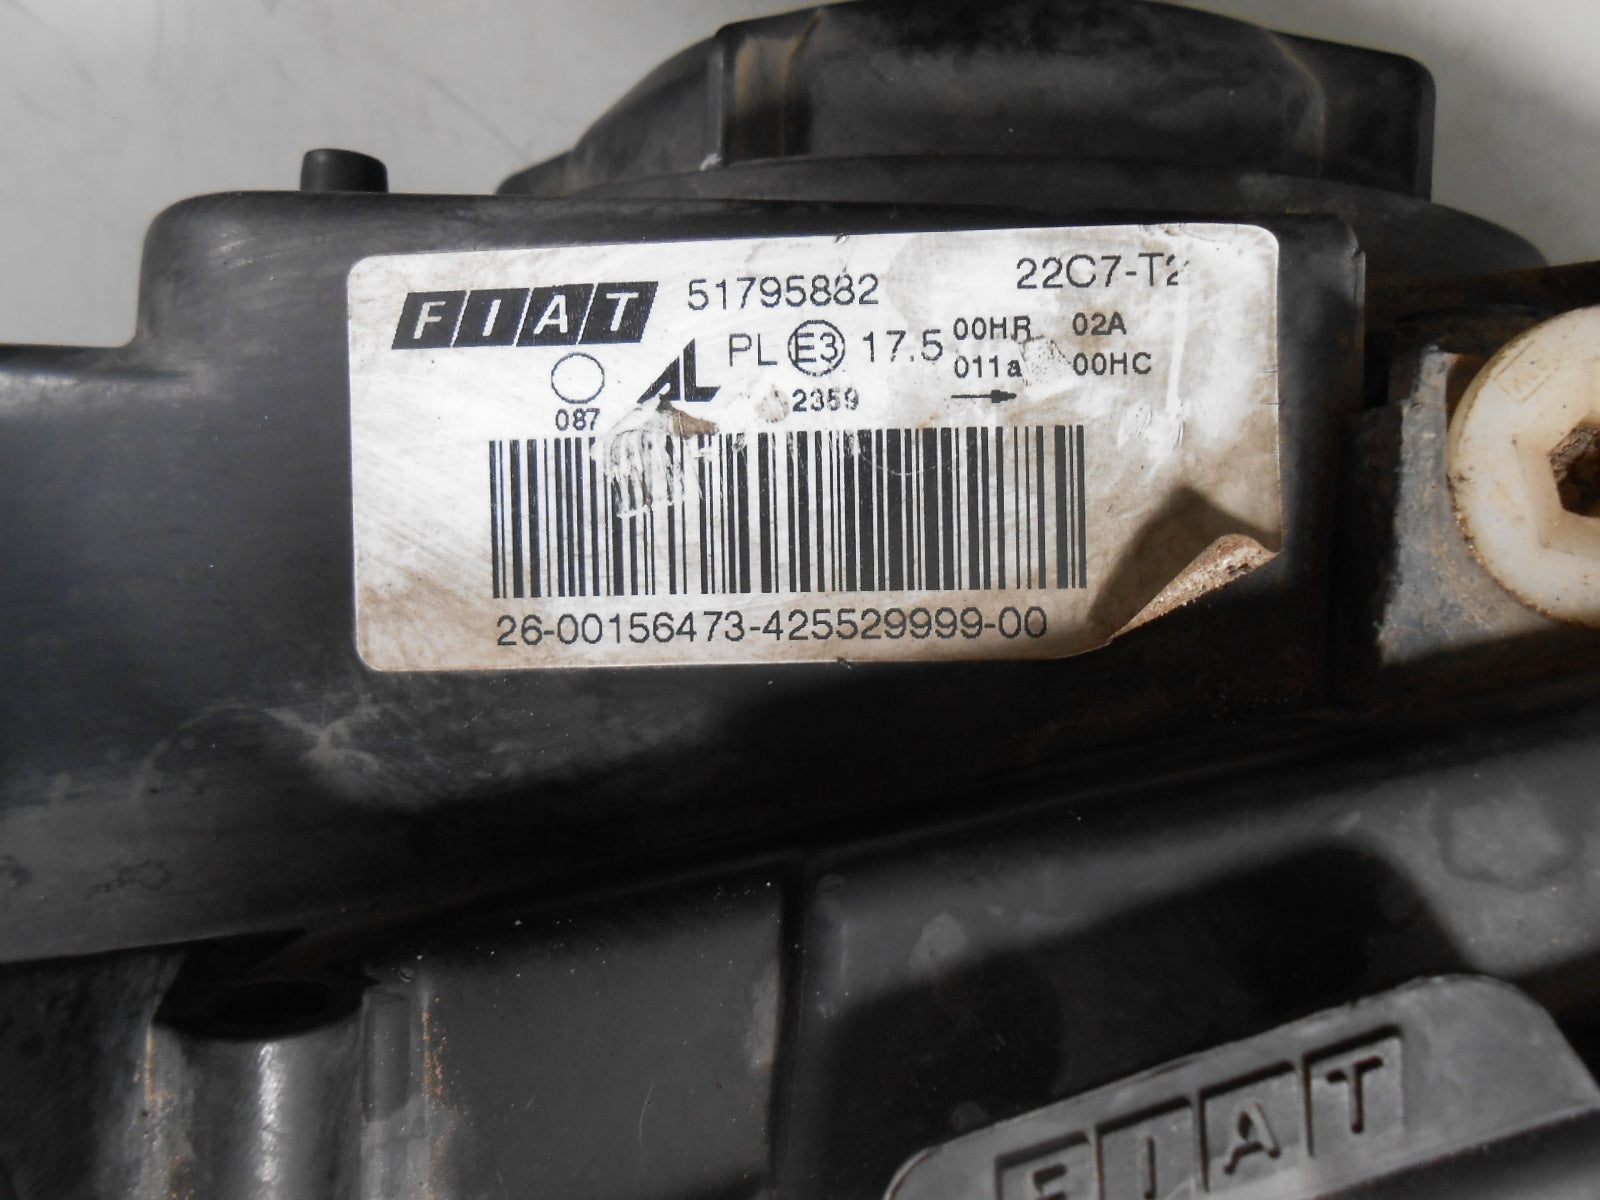 FIAT 51795882 22C7-T2
AL PL E3 17.5 00HR 02A
011a 00HC
087 2359 →
26-00156473-425529999-00
FIAT